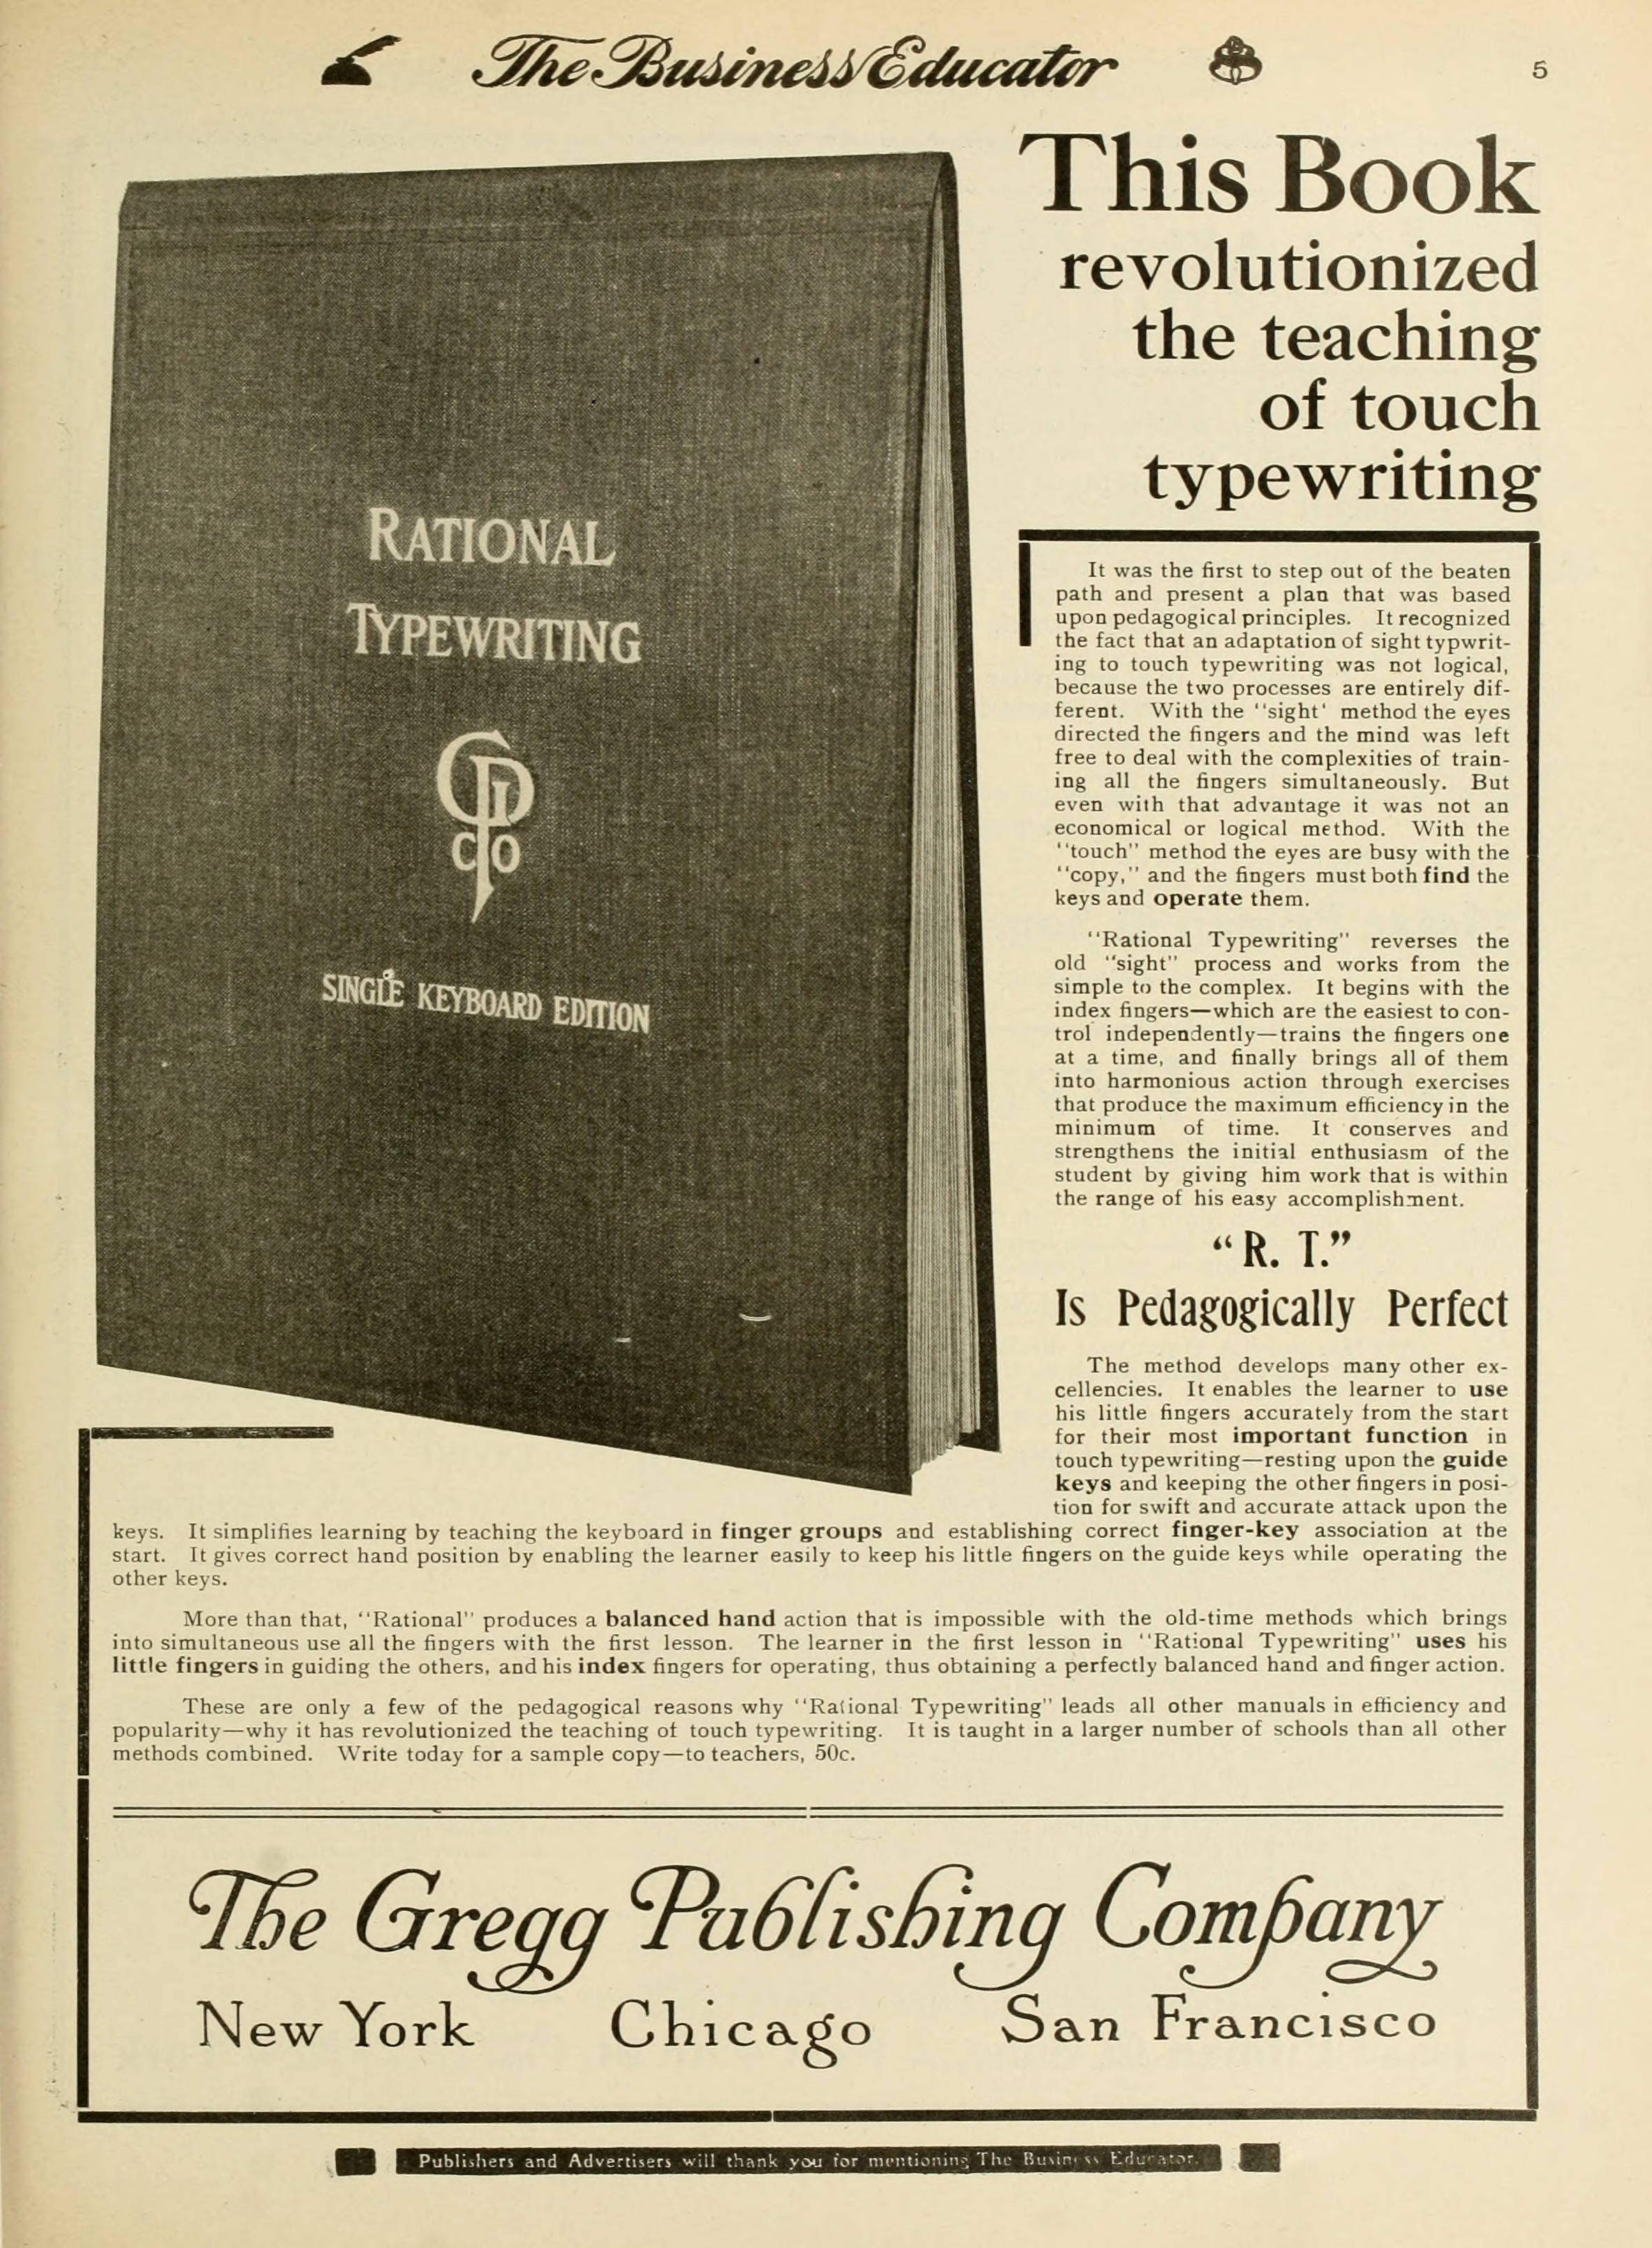 The Business Educator
5
This Book
revolutionized
the teaching
of touch
typewriting
RATIONAL
TYPEWRITING
GPCO
SINGLE KEYBOARD EDITION
It was the first to step out of the beaten
path and present a plan that was based
upon pedagogical principles. It recognized
the fact that an adaptation of sight typwrit-
ing to touch typewriting was not logical,
because the two processes are entirely dif-
ferent. With the "sight' method the eyes
directed the fingers and the mind was left
free to deal with the complexities of train-
ing all the fingers simultaneously. But
even with that advantage it was not an
economical or logical method. With the
"touch" method the eyes are busy with the
"copy," and the fingers must both find the
keys and operate them.
"Rational Typewriting" reverses the
old "sight" process and works from the
simple to the complex. It begins with the
index fingers—which are the easiest to con-
trol independently—trains the fingers one
at a time, and finally brings all of them
into harmonious action through exercises
that produce the maximum efficiency in the
minimum of time. It conserves and
strengthens the initial enthusiasm of the
student by giving him work that is within
the range of his easy accomplishment.
"R. T."
Is Pedagogically Perfect
The method develops many other ex-
cellencies. It enables the learner to use
his little fingers accurately from the start
for their most important function in
touch typewriting—resting upon the guide
keys and keeping the other fingers in posi-
tion for swift and accurate attack upon the
keys. It simplifies learning by teaching the keyboard in finger groups and establishing correct finger-key association at the
start. It gives correct hand position by enabling the learner easily to keep his little fingers on the guide keys while operating the
other keys.
More than that, "Rational" produces a balanced hand action that is impossible with the old-time methods which brings
into simultaneous use all the fingers with the first lesson. The learner in the first lesson in "Rational Typewriting" uses his
little fingers in guiding the others, and his index fingers for operating, thus obtaining a perfectly balanced hand and finger action.
These are only a few of the pedagogical reasons why "Rational Typewriting" leads all other manuals in efficiency and
popularity—why it has revolutionized the teaching of touch typewriting. It is taught in a larger number of schools than all other
methods combined. Write today for a sample copy—to teachers, 50c.
The Gregg Publishing Company
New York Chicago San Francisco
Publishers and Advertisers will thank you for mentioning The Business Educator.